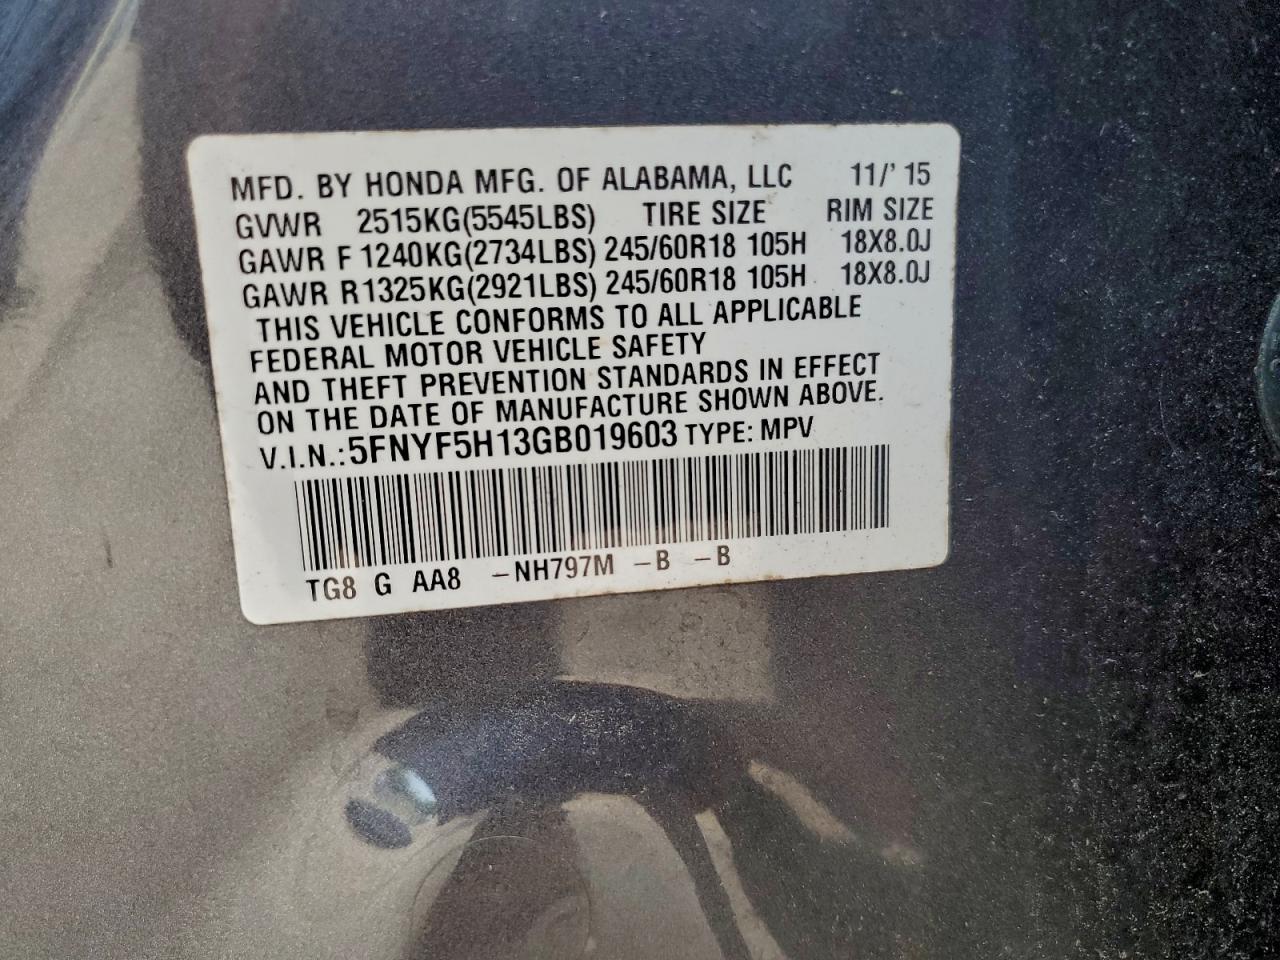 MFD. BY HONDA MFG. OF ALABAMA, LLC 11/' 15
GVWR 2515KG(5545LBS) TIRE SIZE RIM SIZE
GAWR F 1240KG(2734LBS) 245/60R18 105H 18X8.0J
GAWR R 1325KG(2921LBS) 245/60R18 105H 18X8.0J
THIS VEHICLE CONFORMS TO ALL APPLICABLE
FEDERAL MOTOR VEHICLE SAFETY
AND THEFT PREVENTION STANDARDS IN EFFECT
ON THE DATE OF MANUFACTURE SHOWN ABOVE.
V.I.N.: 5FNYF5H13GB019603 TYPE: MPV
TG8 G AA8 -NH797M -B -B